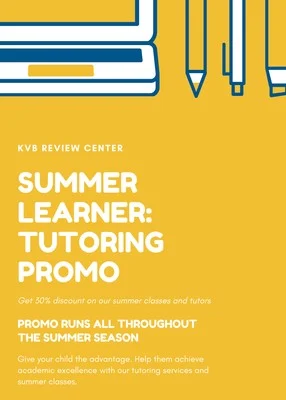 KVB REVIEW CENTER
SUMMER
LEARNER:
TUTORING
PROMO
Get 50% discount on our summer classes and tutors
PROMO RUNS ALL THROUGHOUT
THE SUMMER SEASON
Give your child the advantage. Help them achieve
academic excellence with our tutoring services and
summer classes.